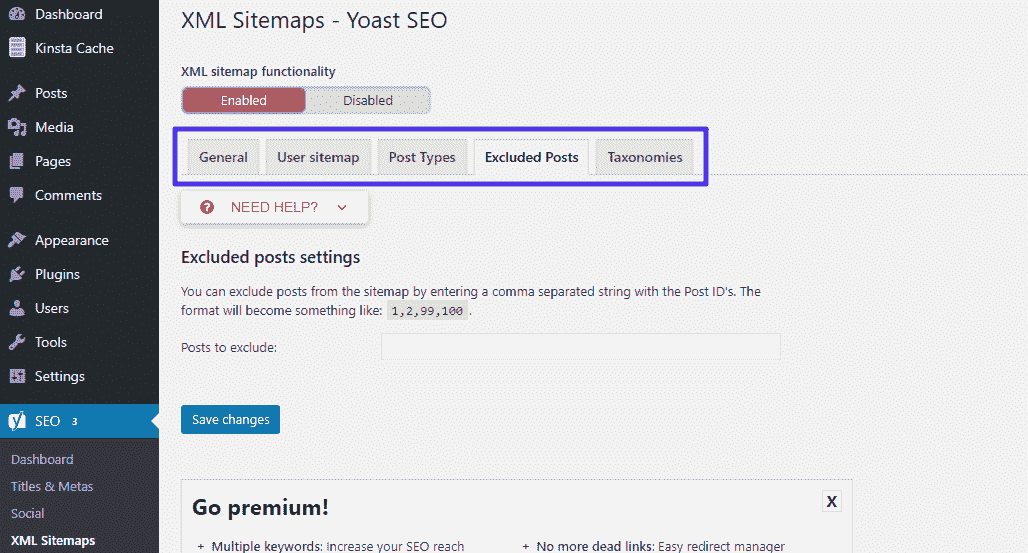 Dashboard
Kinsta Cache
Posts
Media
Pages
Comments
Appearance
Plugins
Users
Tools
Settings
SEO 3
Dashboard
Titles & Metas
Social
XML Sitemaps
XML Sitemaps - Yoast SEO
XML sitemap functionality
Enabled Disabled
General User sitemap Post Types Excluded Posts Taxonomies
? NEED HELP?
Excluded posts settings
You can exclude posts from the sitemap by entering a comma separated string with the Post ID's. The
format will become something like: 1,2,99,100.
Posts to exclude:
Save changes
Go premium! X
+ Multiple keywords: Increase your SEO reach + No more dead links: Easy redirect manager